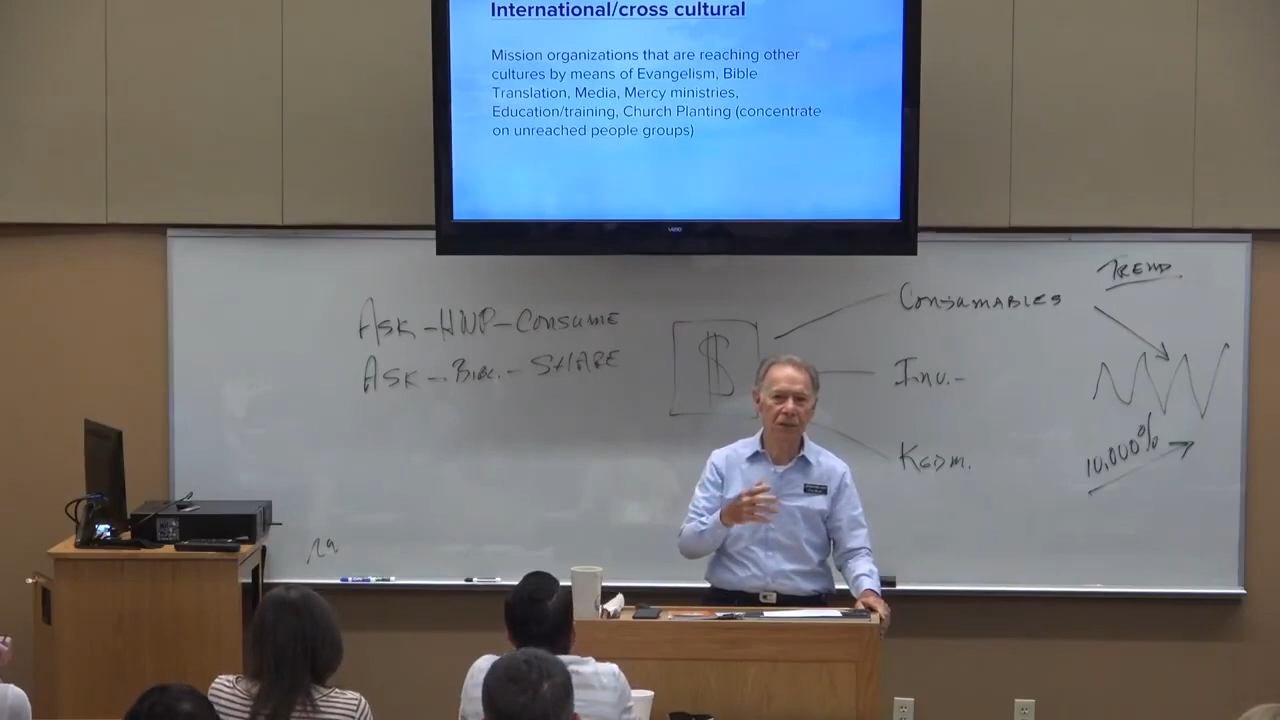 International/cross cultural
Mission organizations that are reaching other
cultures by means of Evangelism, Bible
Translation, Media, Mercy ministries,
Education/training, Church Planting (concentrate
on unreached people groups)
VIZIO
ASK-HWP-CONSUME
ASK-BIBL.-SHARE
$
CONSUMABLES
INV.-
KGDM.
TREND
10,000%